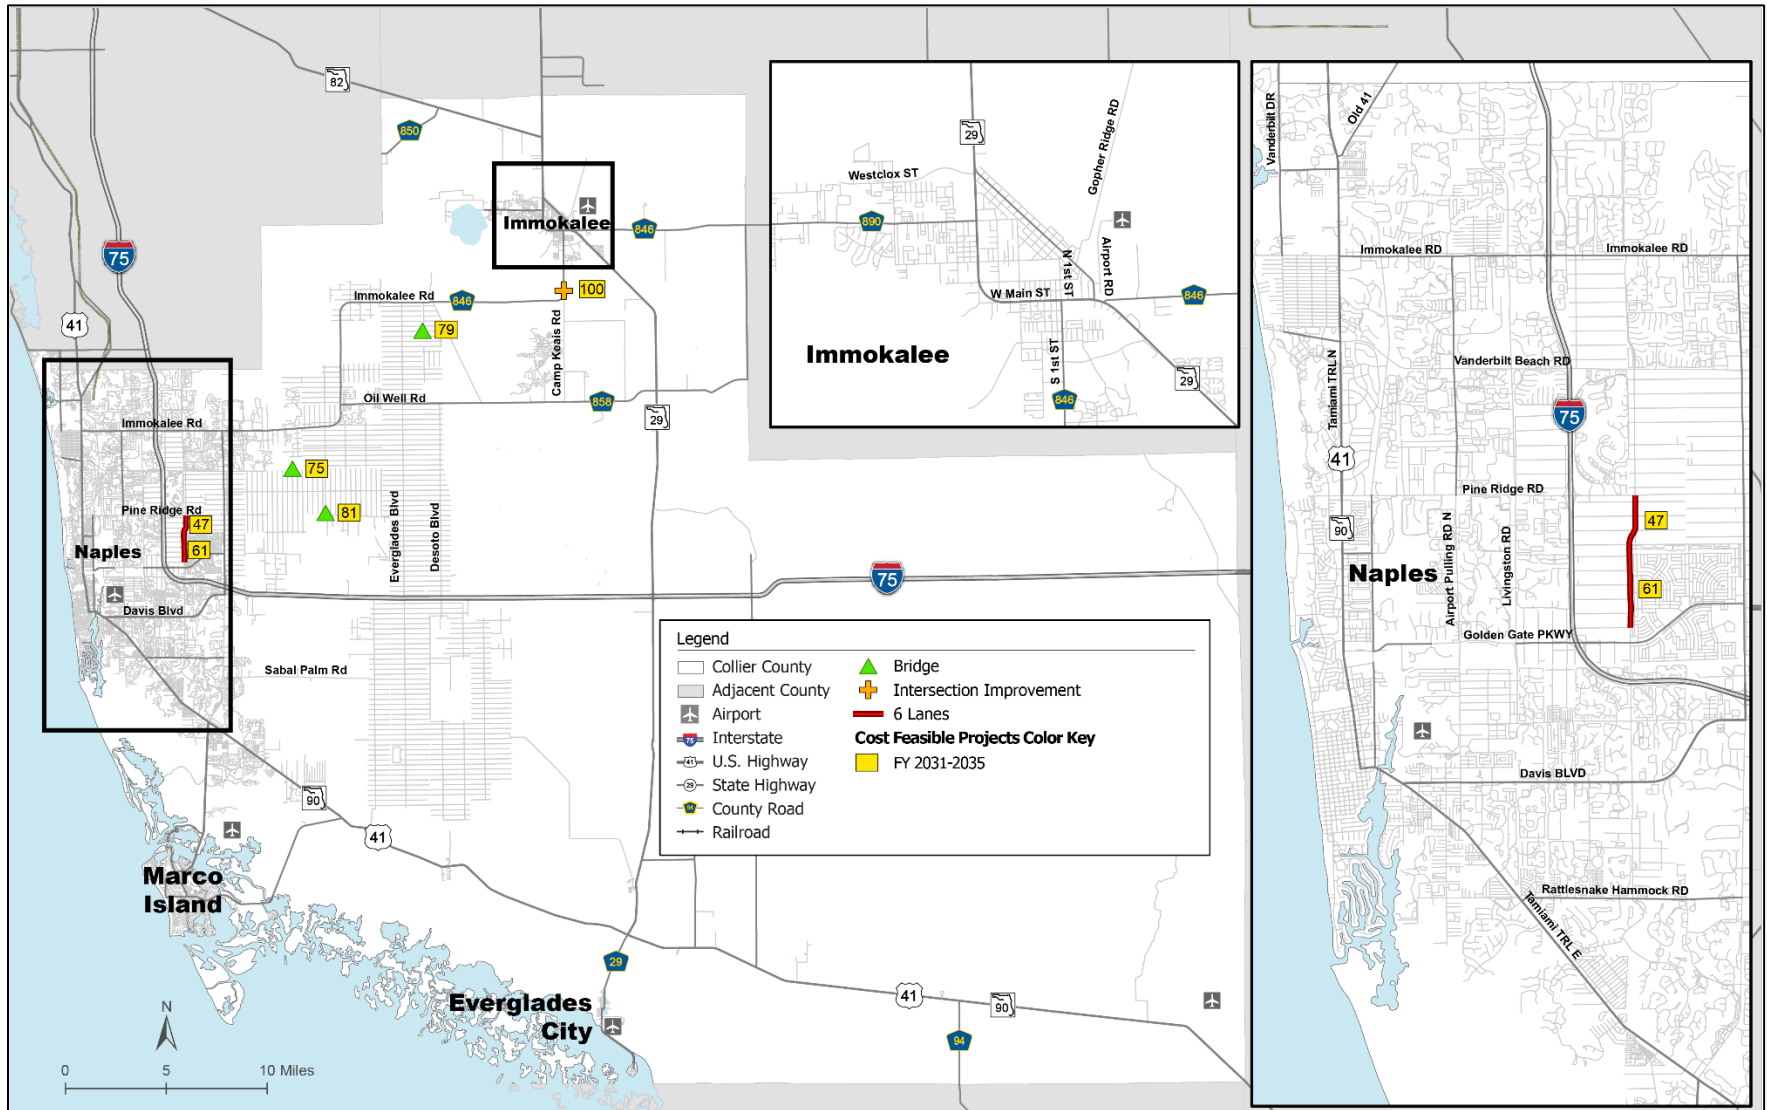 82
850
75
41
Immokalee
846
Immokalee Rd
846
100
79
Camp Keais Rd
Oil Well Rd
858
29
Immokalee Rd
75
81
Pine Ridge Rd
47
61
Naples
Everglades Blvd
Desoto Blvd
75
Davis Blvd
Sabal Palm Rd
90
41
Marco
Island
29
Everglades
City
41
90
94
N
0 5 10 Miles
29
Gopher Ridge RD
Westclox ST
890
Airport RD
N 1st ST
W Main ST
846
Immokalee
S 1st ST
846
29
Legend
Collier County
Adjacent County
Airport
75 Interstate
41 U.S. Highway
29 State Highway
94 County Road
Railroad
Bridge
Intersection Improvement
6 Lanes
Cost Feasible Projects Color Key
FY 2031-2035
Vanderbilt DR
Old 41
Immokalee RD
Immokalee RD
Vanderbilt Beach RD
Tamiami TRL N
75
41
Pine Ridge RD
90
47
Airport Pulling RD N
Livingston RD
Naples
61
Golden Gate PKWY
Davis BLVD
Rattlesnake Hammock RD
Tamiami TRL E